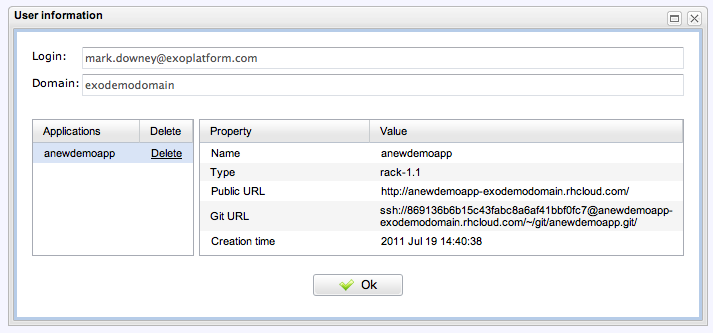 User information
Login: mark.downey@exoplatform.com
Domain: exodemodomain
Applications Delete Property Value
anewdemoapp Delete Name anewdemoapp
Type rack-1.1
Public URL http://anewdemoapp-exodemodomain.rhcloud.com/
Git URL ssh://869136b6b15c43fabc8a6af41bbf0fc7@anewdemoapp-
exodemodomain.rhcloud.com/~/git/anewdemoapp.git/
Creation time 2011 Jul 19 14:40:38
Ok